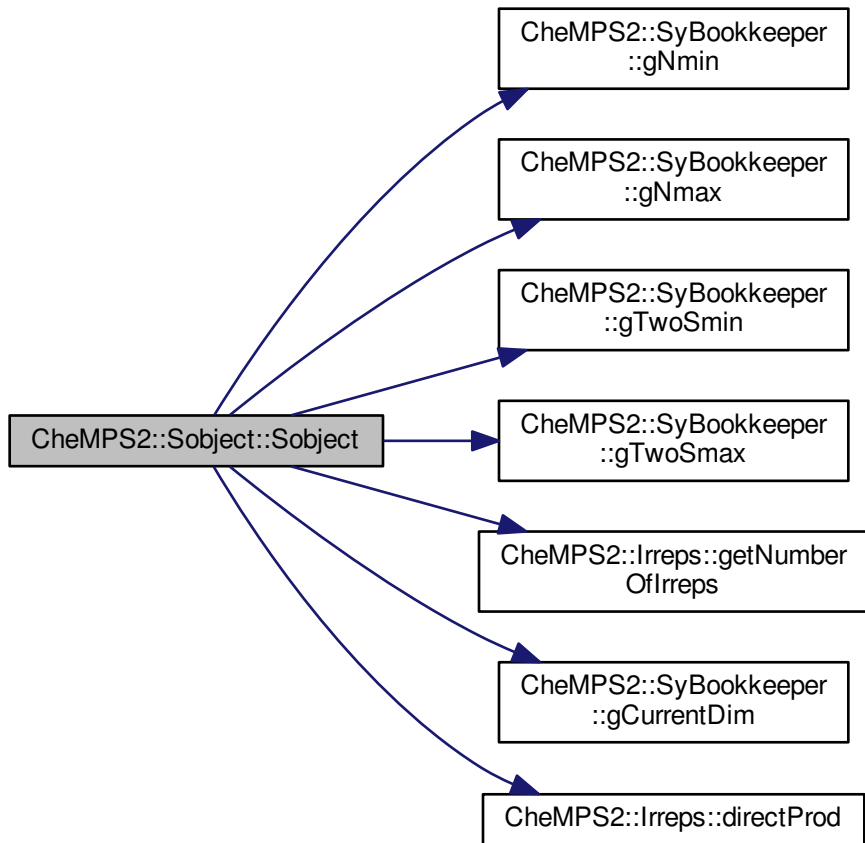 CheMPS2::SyBookkeeper
::gNmin
CheMPS2::SyBookkeeper
::gNmax
CheMPS2::SyBookkeeper
::gTwoSmin
CheMPS2::Sobject::Sobject
CheMPS2::SyBookkeeper
::gTwoSmax
CheMPS2::Irreps::getNumber
OfIrreps
CheMPS2::SyBookkeeper
::gCurrentDim
CheMPS2::Irreps::directProd